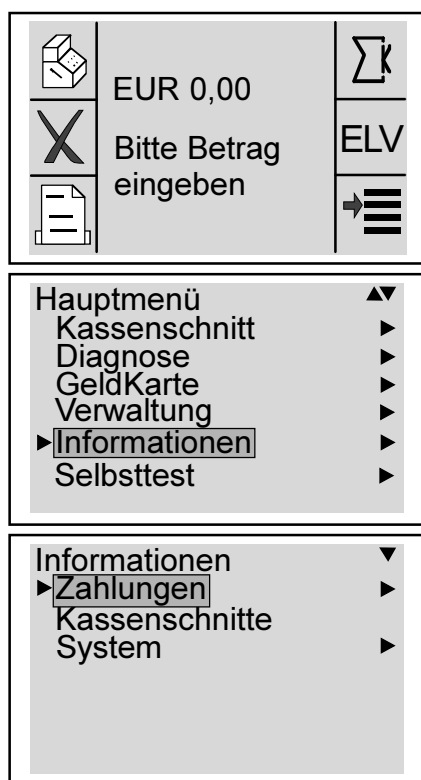 EUR 0,00
Bitte Betrag
eingeben
ELV
Hauptmenü
Kassenschnitt
Diagnose
GeldKarte
Verwaltung
Informationen
Selbsttest
Informationen
Zahlungen
Kassenschnitte
System